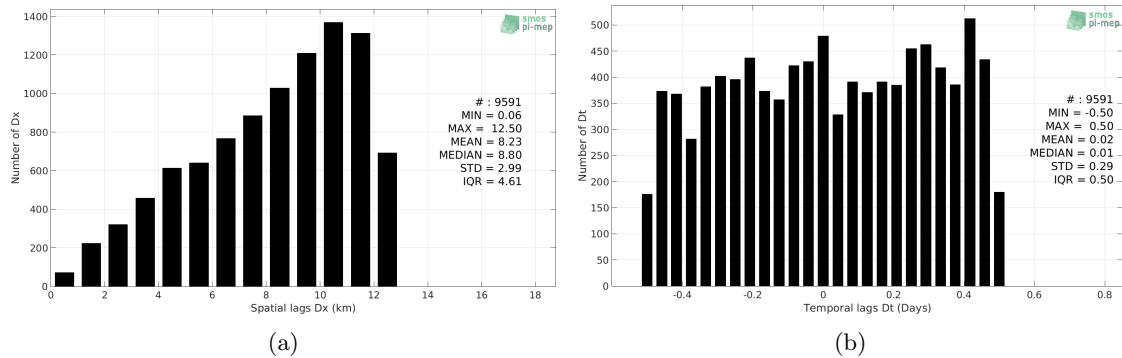 1400
1200
1000
800
600
400
200
0
Number of Dx
0 2 4 6 8 10 12 14 16 18
Spatial lags Dx (km)
smos
pi-mep
# : 9591
MIN = 0.06
MAX = 12.50
MEAN = 8.23
MEDIAN = 8.80
STD = 2.99
IQR = 4.61
(a)
500
450
400
350
300
250
200
150
100
50
0
Number of Dt
-0.4 -0.2 0 0.2 0.4 0.6 0.8
Temporal lags Dt (Days)
smos
pi-mep
# : 9591
MIN = -0.50
MAX = 0.50
MEAN = 0.02
MEDIAN = 0.01
STD = 0.29
IQR = 0.50
(b)